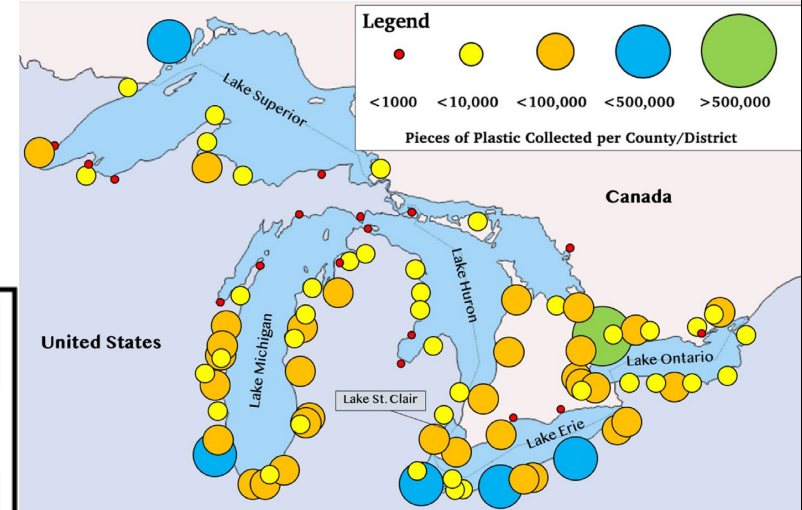 Legend
<1000 <10,000 <100,000 <500,000 >500,000
Pieces of Plastic Collected per County/District
Lake Superior
Canada
Lake Huron
United States
Lake Michigan
Lake Ontario
Lake St. Clair
Lake Erie